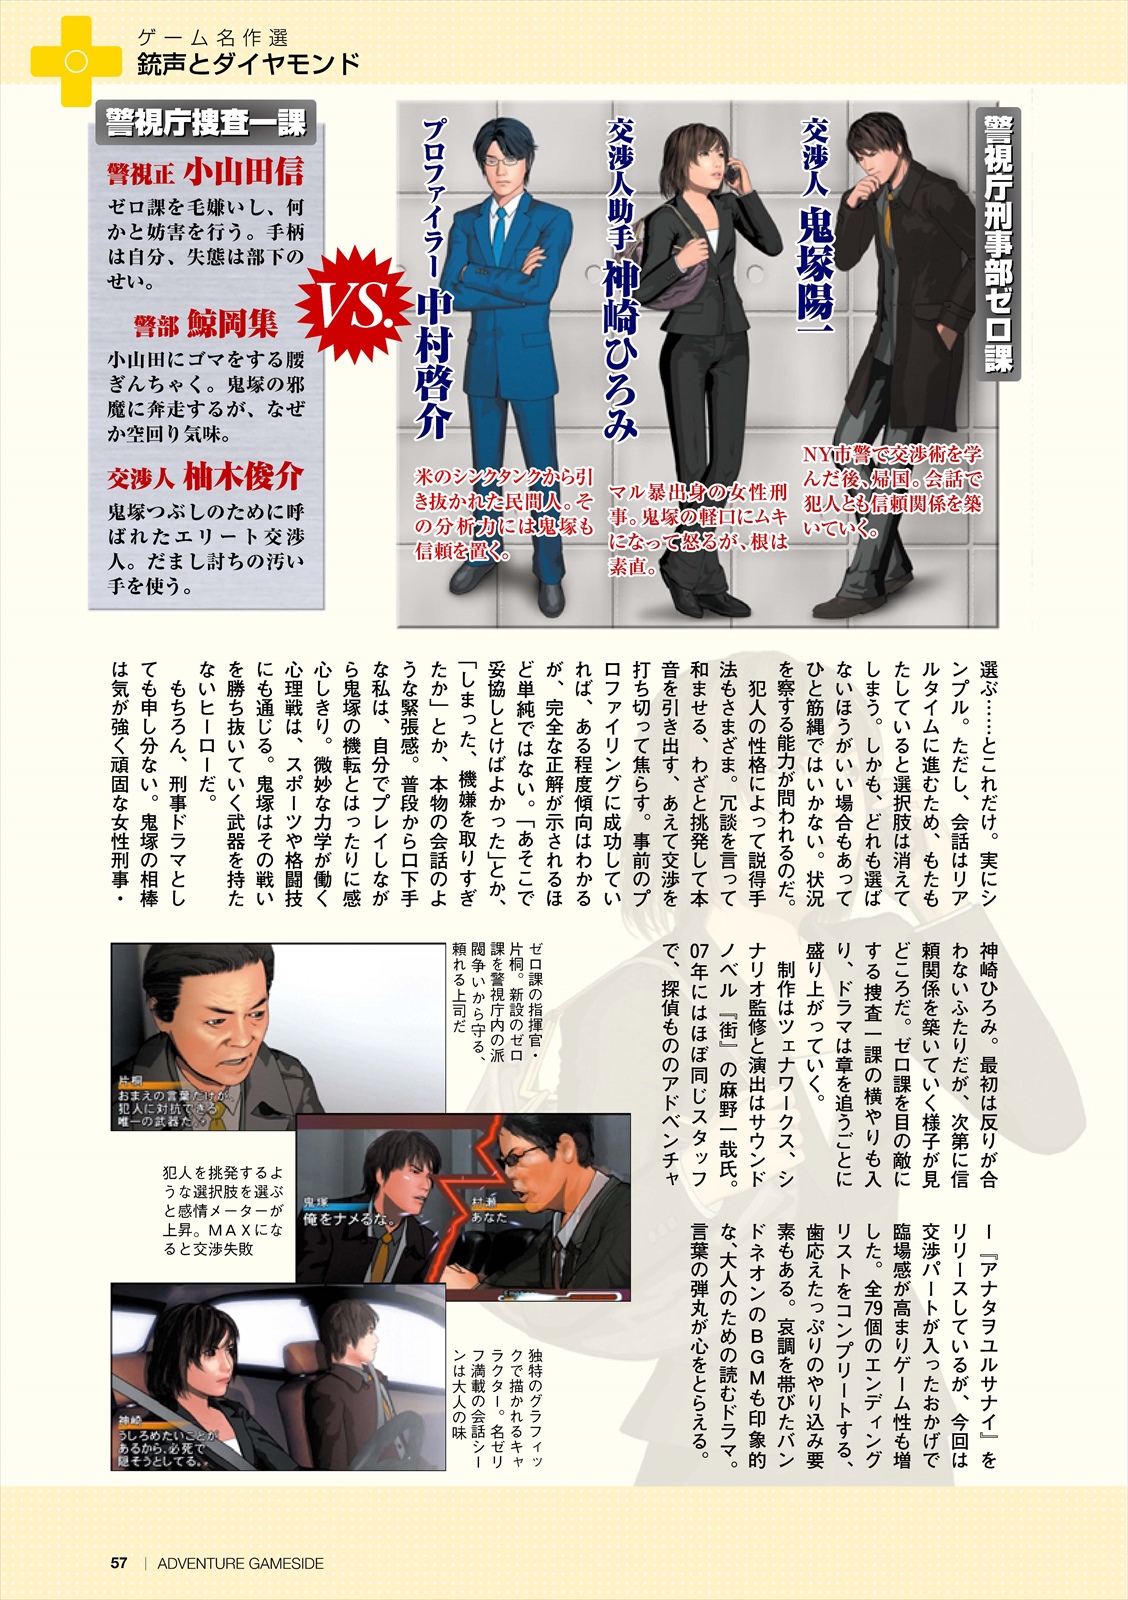 ゲーム名作選
銃声とダイヤモンド
警視庁刑事部ゼロ課
交渉人 鬼塚陽一
NY市警で交渉術を学
んだ後、帰国。会話で
犯人とも信頼関係を築
いていく。
交渉人助手 神崎ひろみ
マル暴出身の女性刑
事。鬼塚の軽口にムキ
になって怒るが、根は
素直。
プロファイラー 中村啓介
米のシンクタンクから引
き抜かれた民間人。そ
の分析力には鬼塚も
信頼を置く。
VS.
警視庁捜査一課
警視正 小山田信
ゼロ課を毛嫌いし、何
かと妨害を行う。手柄
は自分、失態は部下の
せい。
警部 鯨岡集
小山田にゴマをする腰
ぎんちゃく。鬼塚の邪
魔に奔走するが、なぜ
か空回り気味。
交渉人 柚木俊介
鬼塚つぶしのために呼
ばれたエリート交渉
人。だまし討ちの汚い
手を使う。
選ぶ……とこれだけ。実にシ
ンプル。ただし、会話はリア
ルタイムに進むため、もたも
たしていると選択肢は消えて
しまう。しかも、どれも選ば
ないほうがいい場合もあって
ひと筋縄ではいかない。状況
を察する能力が問われるのだ。
犯人の性格によって説得手
法もさまざま。冗談を言って
和ませる、わざと挑発して本
音を引き出す、あえて交渉を
打ち切って焦らす。事前のプ
ロファイリングに成功してい
れば、ある程度傾向はわかる
が、完全な正解が示されるほ
ど単純ではない。「あそこで
妥協しとけばよかった」とか、
「しまった、機嫌を取りすぎ
たか」とか、本物の会話のよ
うな緊張感。普段から口下手
な私は、自分でプレイしなが
ら鬼塚の機転とはったりに感
心しきり。微妙な力学が働く
心理戦は、スポーツや格闘技
にも通じる。鬼塚はその戦い
を勝ち抜いていく武器を持た
ないヒーローだ。
もちろん、刑事ドラマとし
ても申し分ない。鬼塚の相棒
は気が強く頑固な女性刑事・
神崎ひろみ。最初は反りが合
わないふたりだが、次第に信
頼関係を築いていく様子が見
どころだ。ゼロ課を目の敵に
する捜査一課の横やりも入
り、ドラマは章を追うごとに
盛り上がっていく。
制作はツェナワークス、シ
ナリオ監修と演出はサウンド
ノベル『街』の麻野一哉氏。
07年にはほぼ同じスタッフ
で、探偵もののアドベンチャ
ー『アナタヲユルサナイ』を
リリースしているが、今回は
交渉パートが入ったおかげで
臨場感が高まりゲーム性も増
した。全79個のエンディング
リストをコンプリートする、
歯応えたっぷりのやり込み要
素もある。哀調を帯びたバン
ドネオンのBGMも印象的
な、大人のための読むドラマ。
言葉の弾丸が心をとらえる。
ゼロ課の指揮官・
片桐。新設のゼロ
課を警視庁内の派
閥争いから守る、
頼れる上司だ
片桐
おまえの言葉だけが、
犯人に対抗できる
唯一の武器だ。
犯人を挑発するよ
うな選択肢を選ぶ
と感情メーターが
上昇。MAXにな
ると交渉失敗
鬼塚
俺をナメるな。
村瀬
あなた
独特のグラフィッ
クで描かれるキャ
ラクター。名ゼリ
フ満載の会話シー
ンは大人の味
神崎
うしろめたいことが
あるから、必死で
隠そうとしてる。
57 | ADVENTURE GAMESIDE